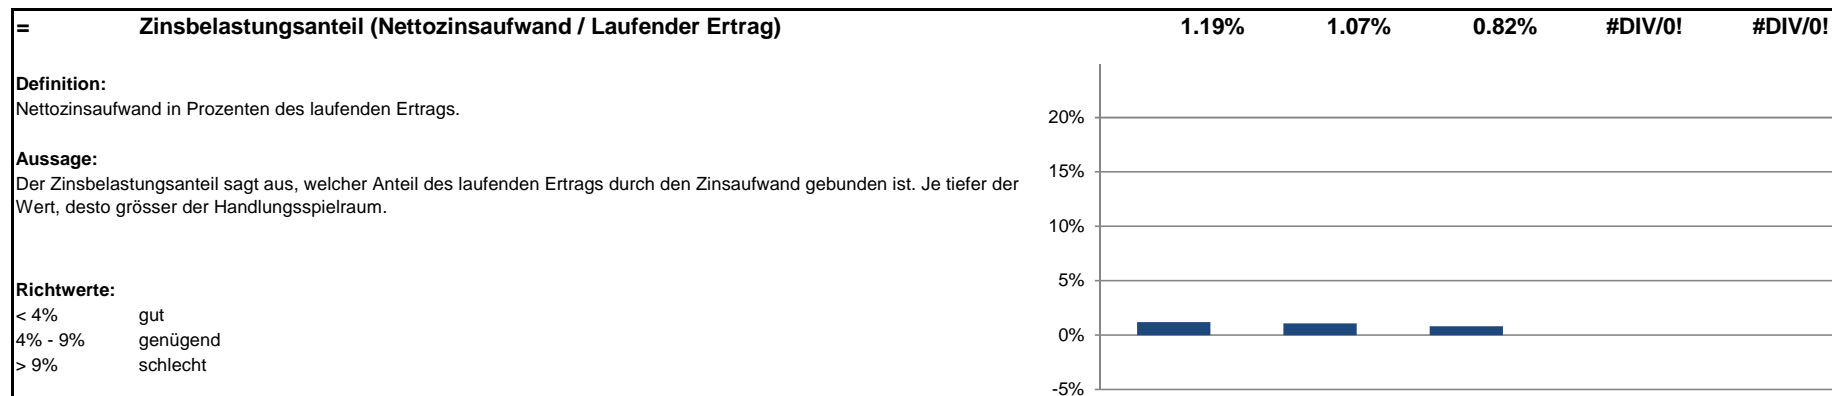 = Zinsbelastungsanteil (Nettozinsaufwand / Laufender Ertrag) 1.19% 1.07% 0.82% #DIV/0! #DIV/0!
Definition:
Nettozinsaufwand in Prozenten des laufenden Ertrags.
Aussage:
Der Zinsbelastungsanteil sagt aus, welcher Anteil des laufenden Ertrags durch den Zinsaufwand gebunden ist. Je tiefer der
Wert, desto grösser der Handlungsspielraum.
Richtwerte:
< 4% gut
4% - 9% genügend
> 9% schlecht
20%
15%
10%
5%
0%
-5%